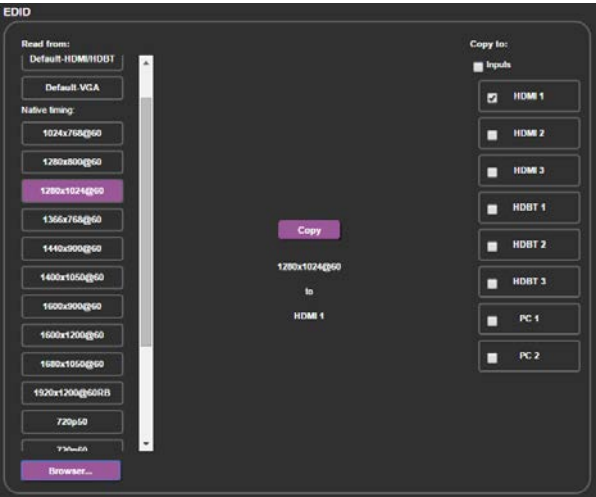 EDID
Read from:
Default-HDMI/HDBT
Default-VGA
Native timing:
1024x768@60
1280x800@60
1280x1024@60
1366x768@60
1440x900@60
1400x1050@60
1600x900@60
1600x1200@60
1680x1050@60
1920x1200@60RB
720p50
720p60
Browser...
Copy
1280x1024@60
to
HDMI 1
Copy to:
Inputs
HDMI 1
HDMI 2
HDMI 3
HDBT 1
HDBT 2
HDBT 3
PC 1
PC 2